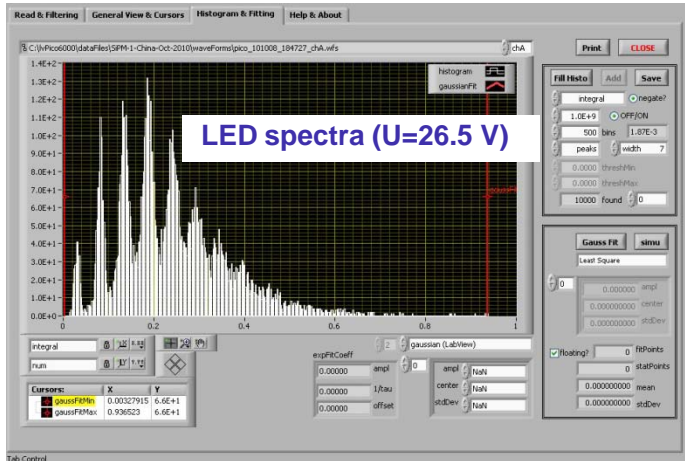 Read & Filtering General View & Cursors Histogram & Fitting Help & About
C:\IvPico6000\dataFiles\SiPM-1-China-Oct-2010\waveForms\pico_101008_184727_chA.wfs chA Print CLOSE
1.4E+2
1.2E+2
1.2E+2
1.1E+2
1.0E+2
9.0E+1
8.0E+1
7.0E+1
6.0E+1
5.0E+1
4.0E+1
3.0E+1
2.0E+1
1.0E+1
0.0E+0
0 0.2 0.4 0.6 0.8 1
histogram
gaussianFit
LED spectra (U=26.5 V)
gaussFit
Fill Histo Add Save
integral negate?
1.0E+9 OFF/ON
500 bins 1.87E-3
peaks width 7
0.0000 threshMin
0.0000 threshMax
10000 found 0
Gauss Fit simu
Least Square
0 0.000000 ampl
0.000000 center
0.000000 stdDev
floating? 0 fitPoints
0 statPoints
0.000000000 mean
0.000000000 stdDev
integral
num
2 gaussian (LabView)
expFitCoeff
0.00000 ampl 0 ampl NaN
0.00000 1/tau center NaN
0.00000 offset stdDev NaN
Cursors: X Y
gaussFitMin 0.00327915 6.6E+1
gaussFitMax 0.936523 6.6E+1
Tab Control